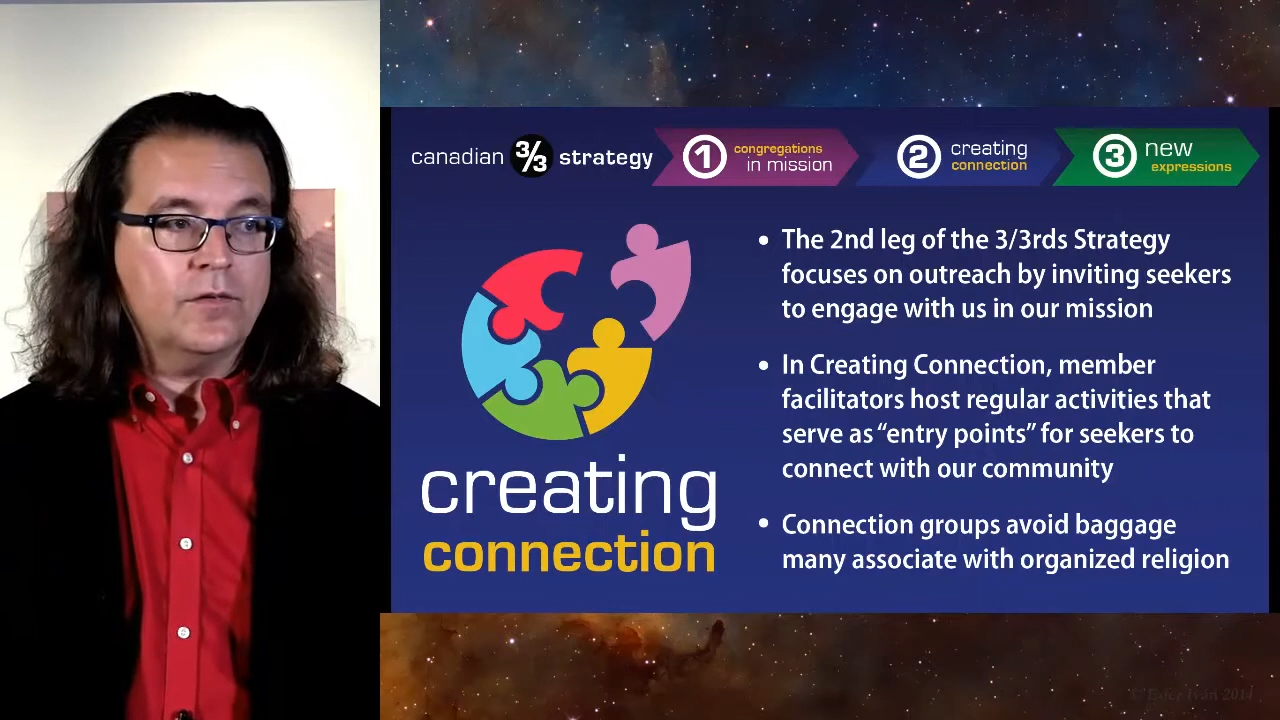 canadian 3/3 strategy
1 congregations in mission
2 creating connection
3 new expressions
• The 2nd leg of the 3/3rds Strategy
focuses on outreach by inviting seekers
to engage with us in our mission
• In Creating Connection, member
facilitators host regular activities that
serve as “entry points” for seekers to
connect with our community
• Connection groups avoid baggage
many associate with organized religion
creating
connection